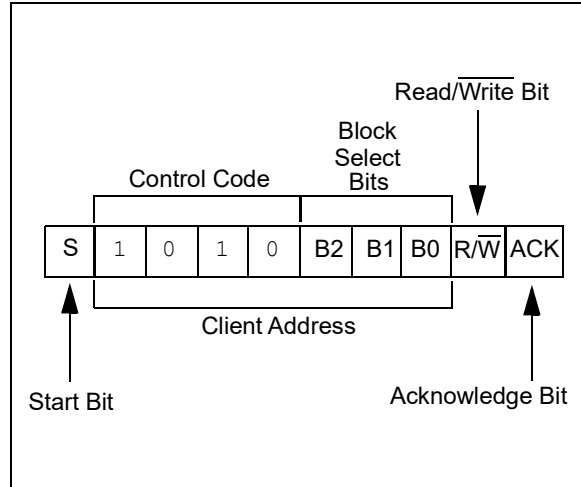 Read/Write Bit
Block
Select
Bits
Control Code
S 1 0 1 0 B2 B1 B0 R/W ACK
Client Address
Start Bit
Acknowledge Bit